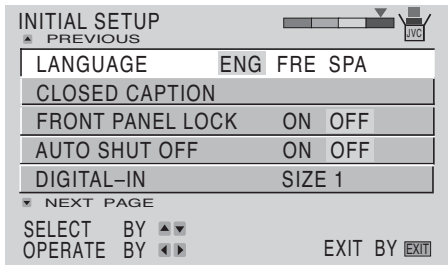 INITIAL SETUP
JVC
PREVIOUS
LANGUAGE ENG FRE SPA
CLOSED CAPTION
FRONT PANEL LOCK ON OFF
AUTO SHUT OFF ON OFF
DIGITAL–IN SIZE 1
NEXT PAGE
SELECT BY
OPERATE BY EXIT BY EXIT